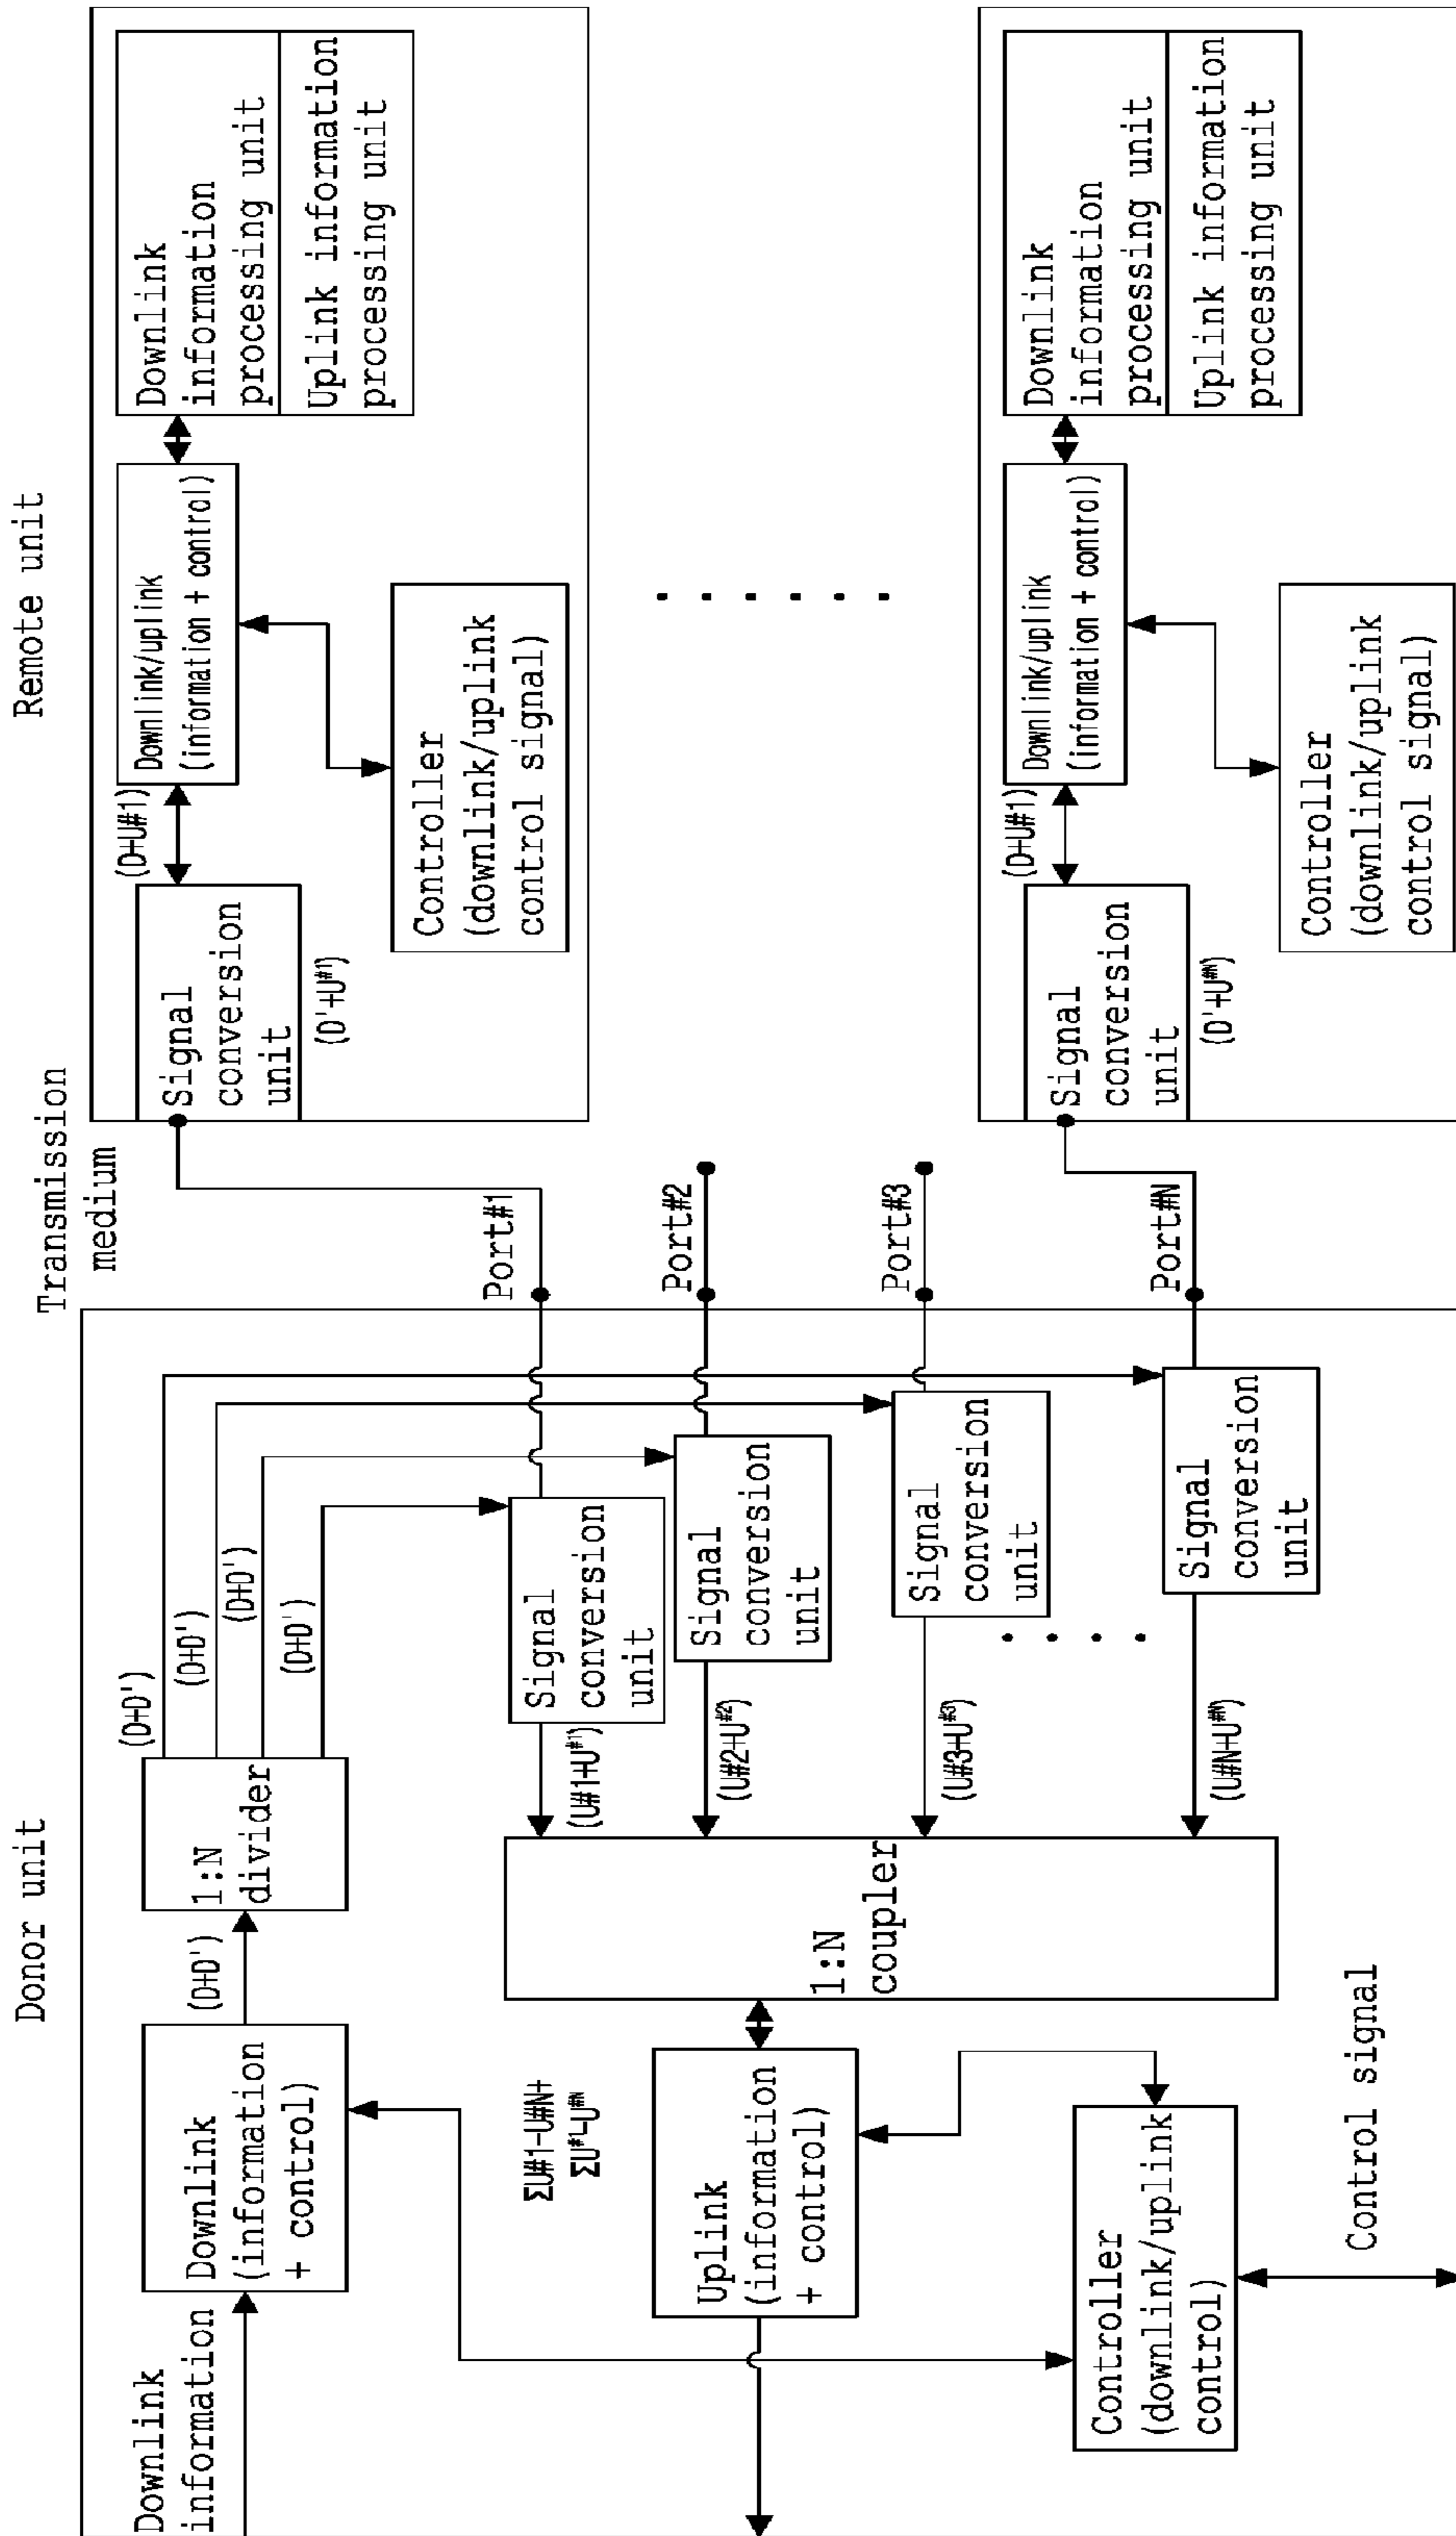 Donor unit
Transmission
medium
Remote unit
Downlink
information
Downlink
(information
+ control)
(D+D')
1:N
divider
(D+D')
(D+D')
(D+D')
(D+D')
ΣU#1-U#N+
Uplink
(information
+ control)
1:N
coupler
Controller
(downlink/uplink
control)
Control signal
Signal
conversion
unit
(U#1+U#1')
Signal
conversion
unit
(U#2+U#2)
Signal
conversion
unit
(U#3+U#3)
Signal
conversion
unit
(U#N+U#N)
Port#1
Port#2
Port#3
Port#N
Signal
conversion
unit
(D'+U#1)
(D+U#1)
Downlink/uplink
(information + control)
Controller
(downlink/uplink
control signal)
Downlink
information
processing unit
Uplink information
processing unit
Signal
conversion
unit
(D'+U#N)
(D+U#1)
Downlink/uplink
(information + control)
Controller
(downlink/uplink
control signal)
Downlink
information
processing unit
Uplink information
processing unit